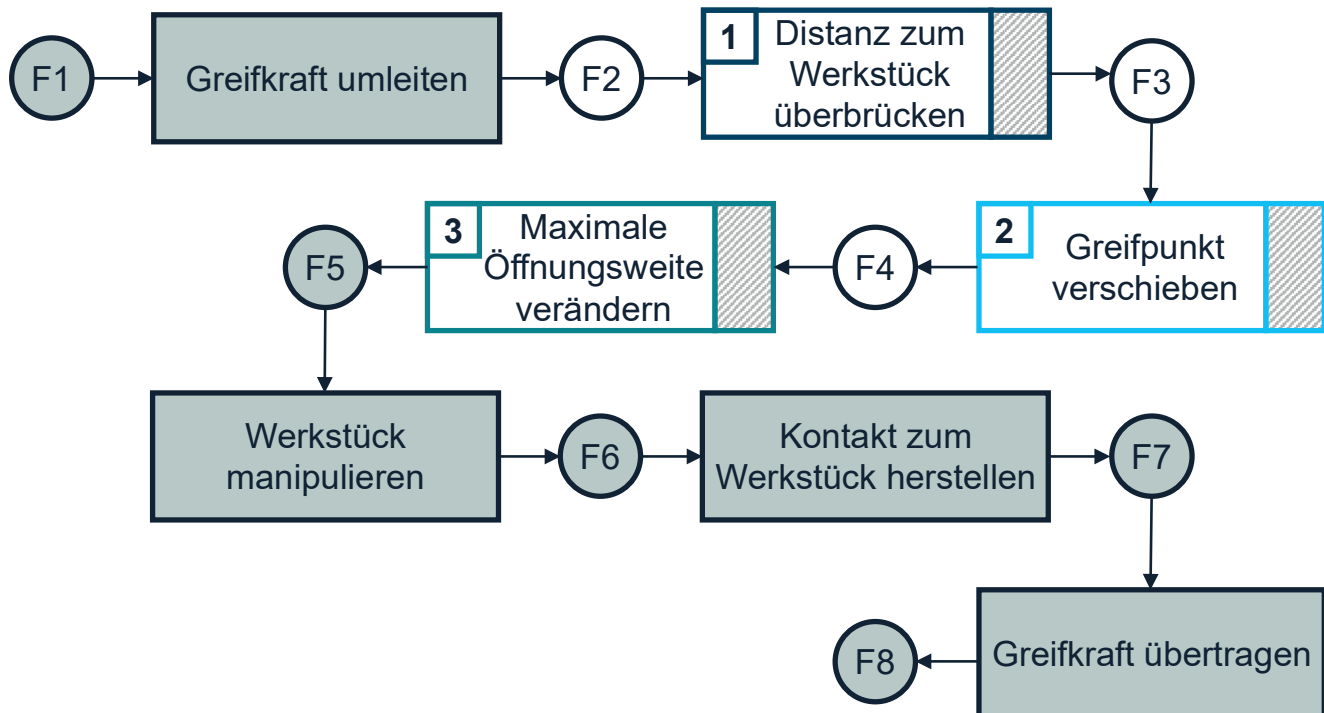 F1
Greifkraft umleiten
F2
1
Distanz zum
Werkstück
überbrücken
F3
2
Greifpunkt
verschieben
F4
3
Maximale
Öffnungsweite
verändern
F5
Werkstück
manipulieren
F6
Kontakt zum
Werkstück herstellen
F7
Greifkraft übertragen
F8